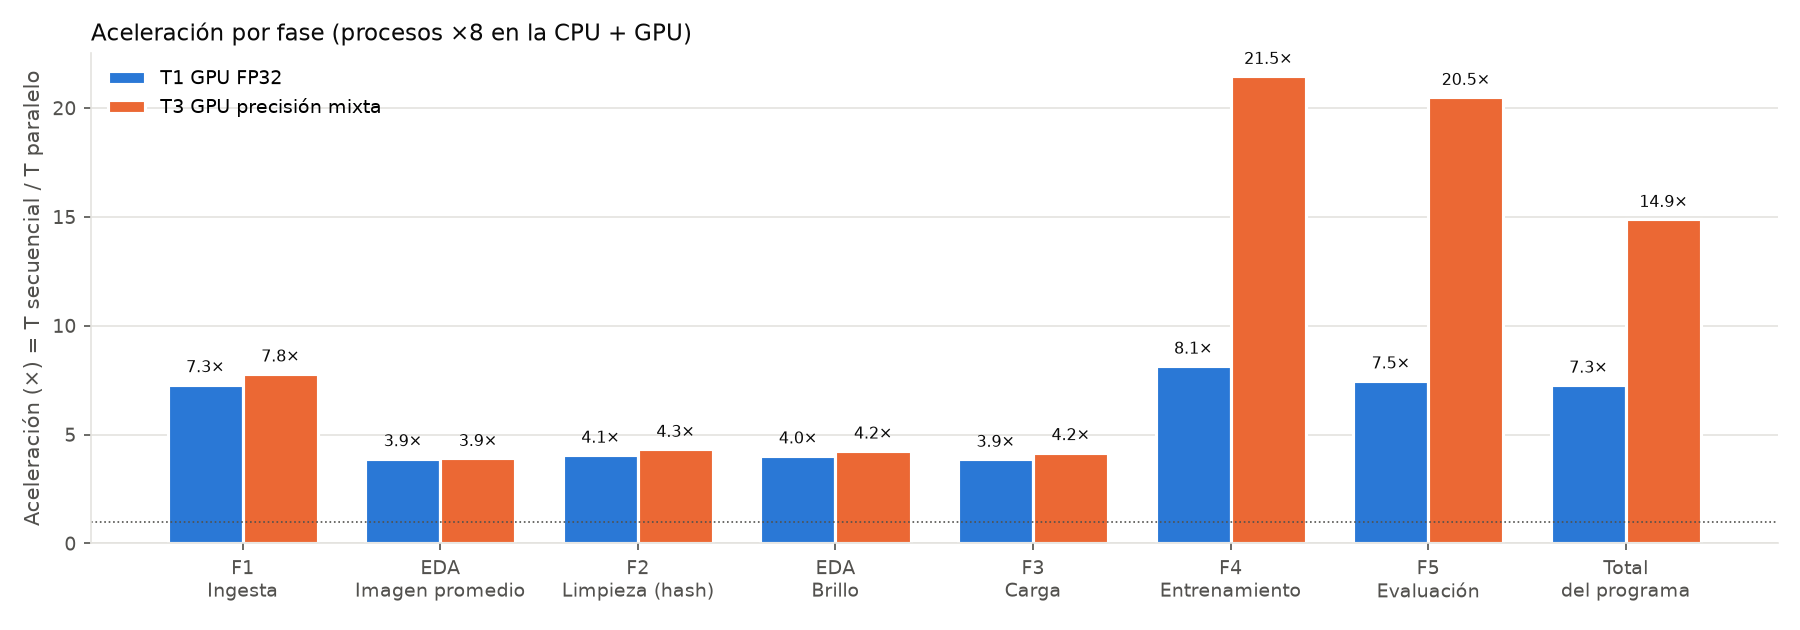 Aceleración por fase (procesos ×8 en la CPU + GPU)
T1 GPU FP32
T3 GPU precisión mixta
Aceleración (×) = T secuencial / T paralelo
20
15
10
5
0
7.3×
7.8×
3.9×
3.9×
4.1×
4.3×
4.0×
4.2×
3.9×
4.2×
8.1×
21.5×
7.5×
20.5×
7.3×
14.9×
F1
Ingesta
EDA
Imagen promedio
F2
Limpieza (hash)
EDA
Brillo
F3
Carga
F4
Entrenamiento
F5
Evaluación
Total
del programa